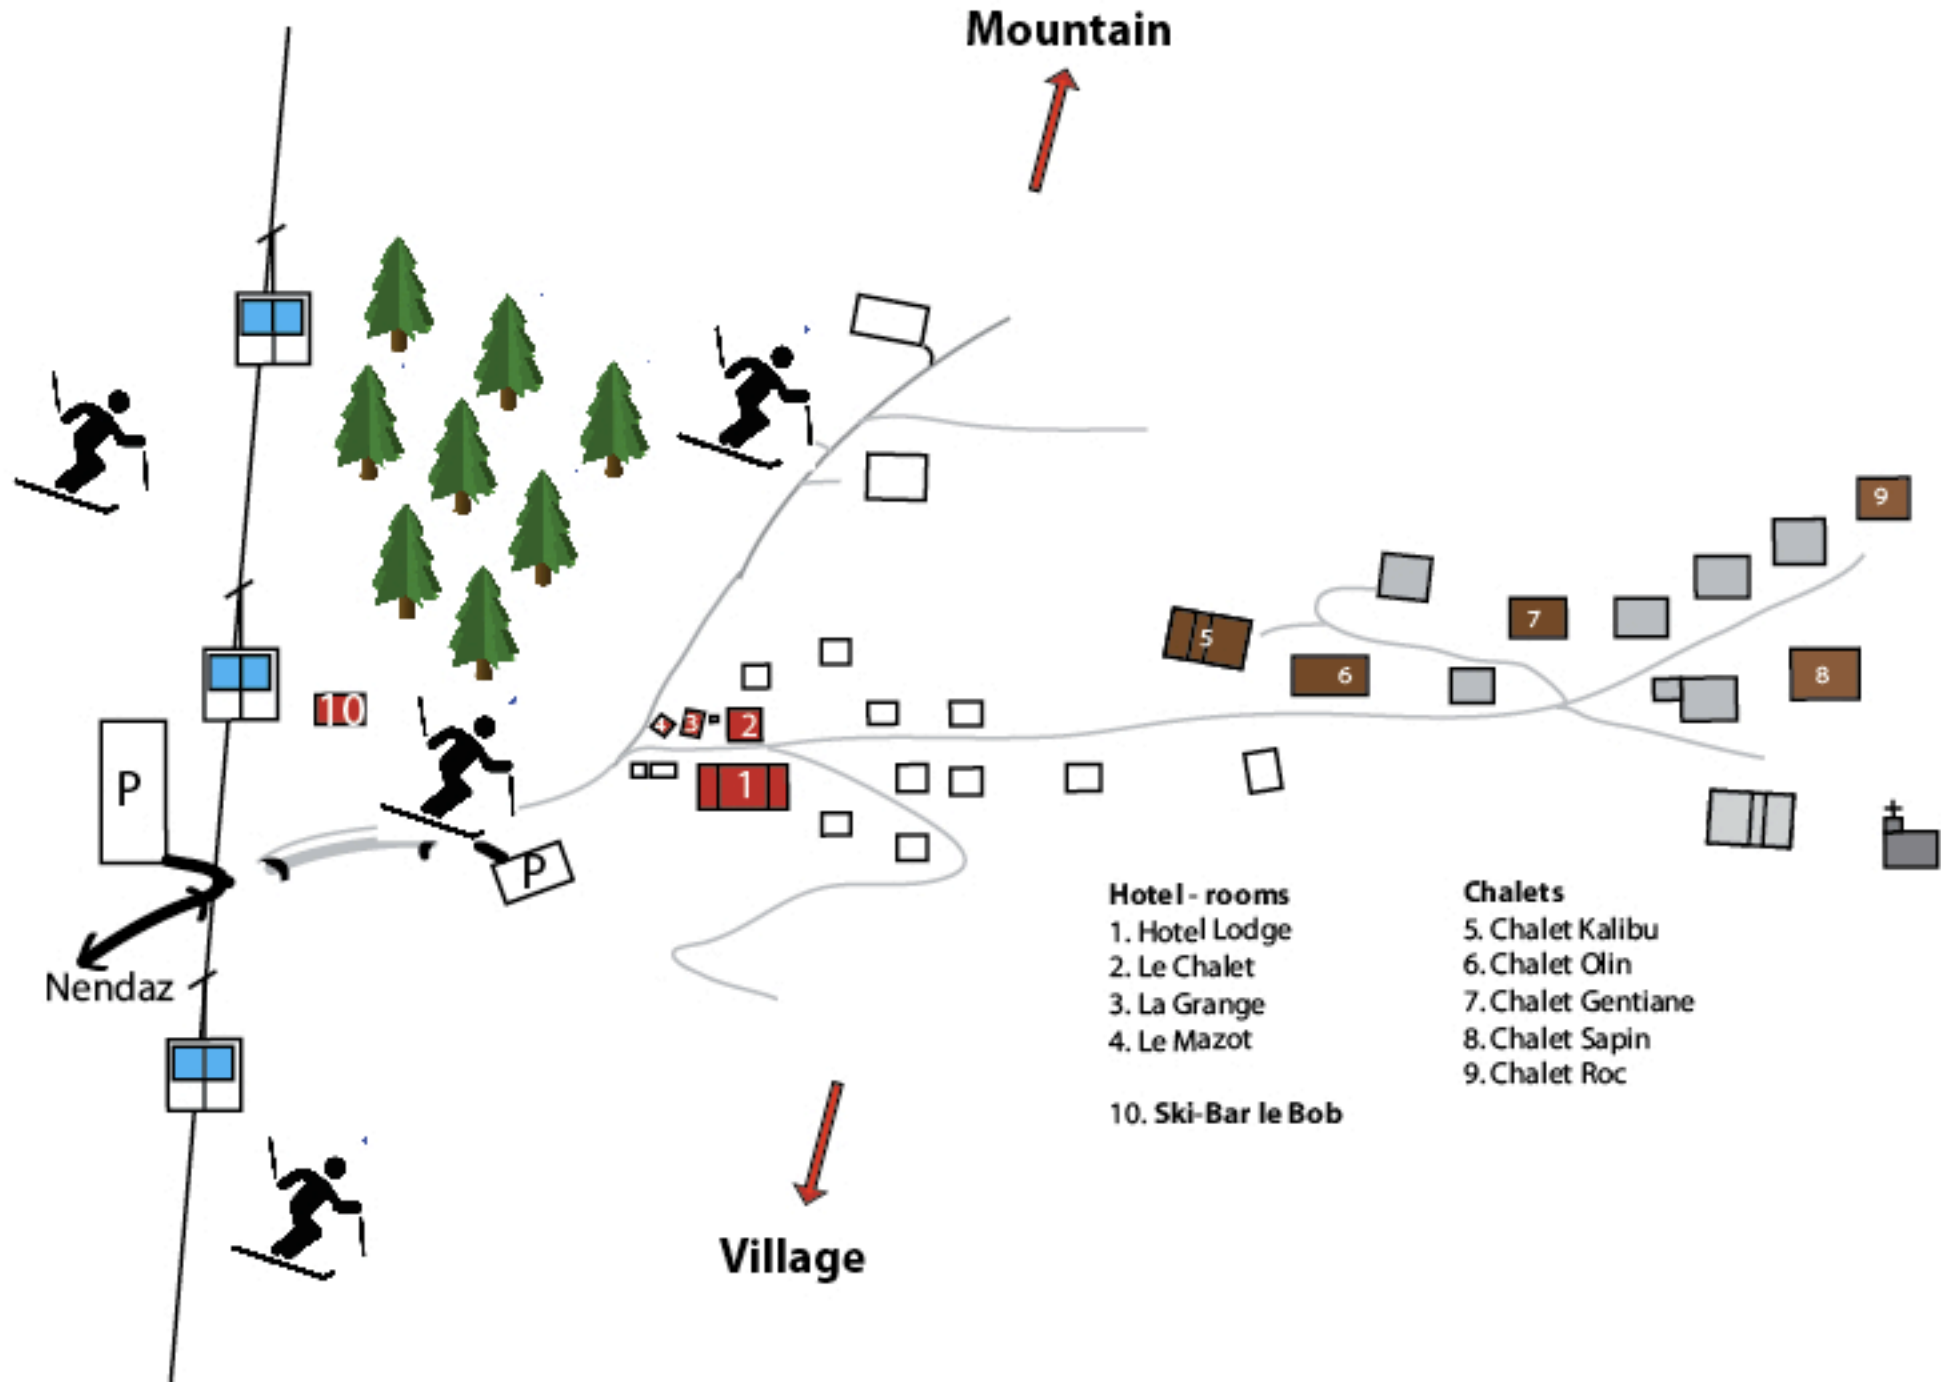 Mountain
9
7
5
6
8
10
4
3
2
P
1
P
Nendaz
Hotel - rooms
1. Hotel Lodge
2. Le Chalet
3. La Grange
4. Le Mazot
10. Ski-Bar le Bob
Chalets
5. Chalet Kalibu
6. Chalet Olin
7. Chalet Gentiane
8. Chalet Sapin
9. Chalet Roc
Village